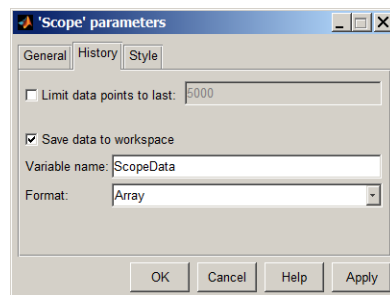 'Scope' parameters
General History Style
Limit data points to last: 5000
Save data to workspace
Variable name: ScopeData
Format: Array
OK Cancel Help Apply